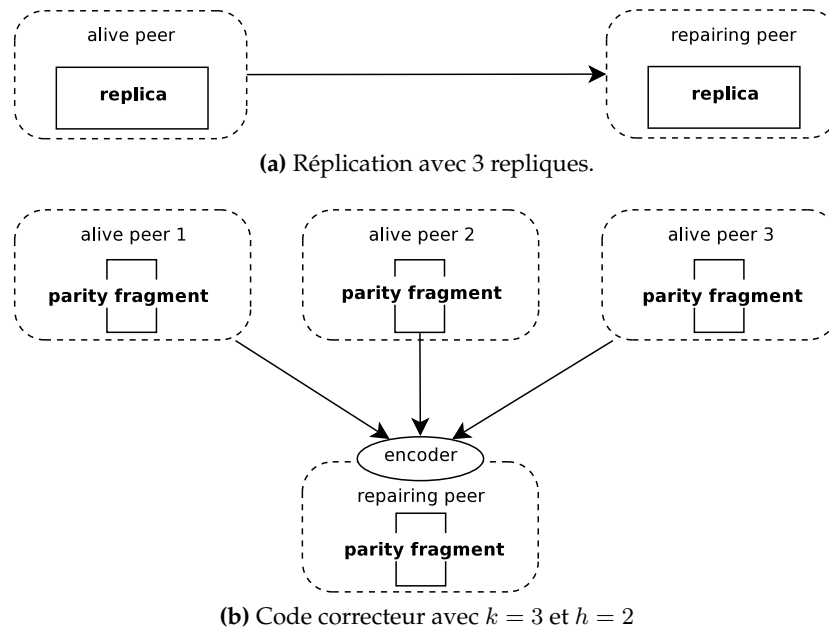 alive peer
repairing peer
replica
replica
(a) Réplication avec 3 repliques.
alive peer 1
alive peer 2
alive peer 3
parity fragment
parity fragment
parity fragment
encoder
repairing peer
parity fragment
(b) Code correcteur avec k = 3 et h = 2